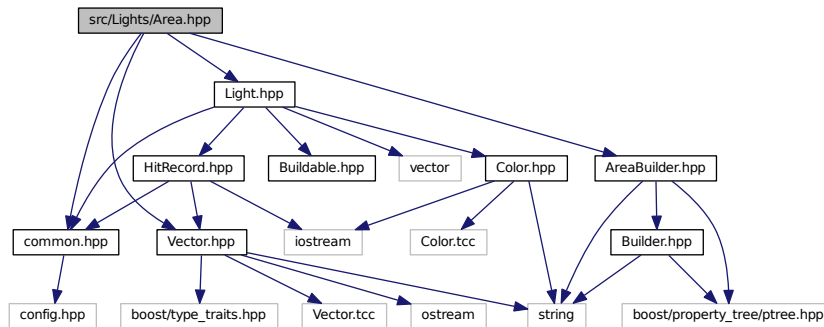 src/Lights/Area.hpp
Light.hpp
HitRecord.hpp
Buildable.hpp
vector
Color.hpp
AreaBuilder.hpp
common.hpp
Vector.hpp
iostream
Color.tcc
Builder.hpp
config.hpp
boost/type_traits.hpp
Vector.tcc
ostream
string
boost/property_tree/ptree.hpp